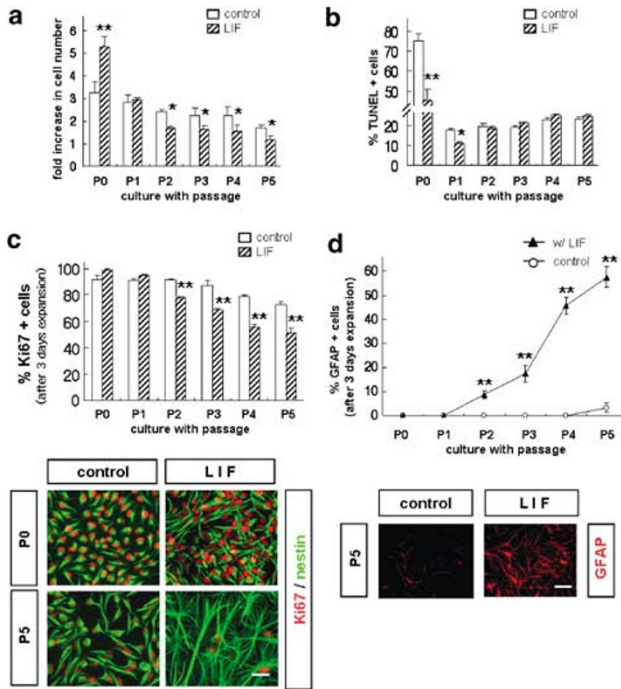 a
control
LIF
fold increase in cell number
6
5
4
3
2
1
0
**
*
*
*
*
P0 P1 P2 P3 P4 P5
culture with passage
b
control
LIF
% TUNEL + cells
80
70
60
50
20
10
0
**
*
P0 P1 P2 P3 P4 P5
culture with passage
c
control
LIF
% Ki67 + cells
(after 3 days expansion)
100
80
60
40
20
0
**
**
**
**
P0 P1 P2 P3 P4 P5
culture with passage
control LIF
P0
P5
Ki67 / nestin
d
w/ LIF
control
% GFAP + cells
(after 3 days expansion)
60
50
40
30
20
10
0
**
**
**
**
P0 P1 P2 P3 P4 P5
culture with passage
control LIF
P5
GFAP